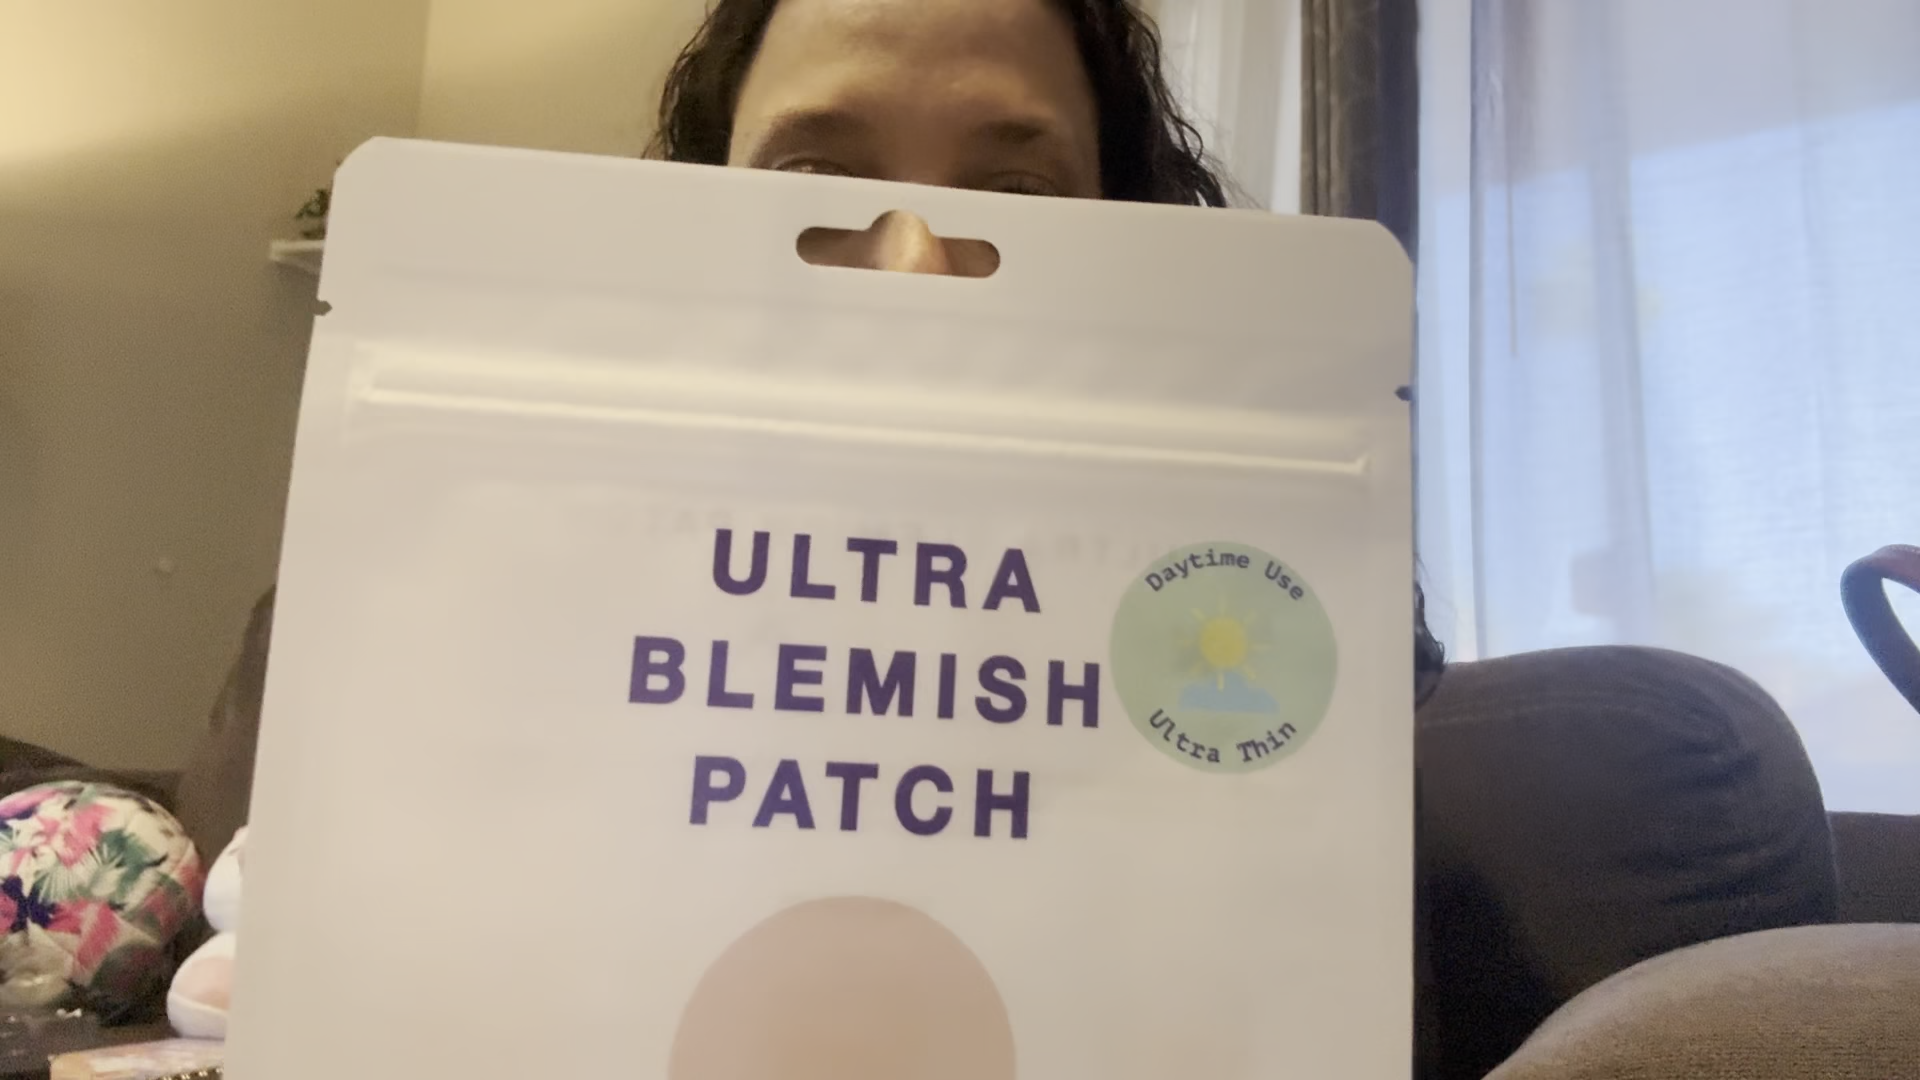 ULTRA
BLEMISH
PATCH
Daytime Use
Ultra Thin